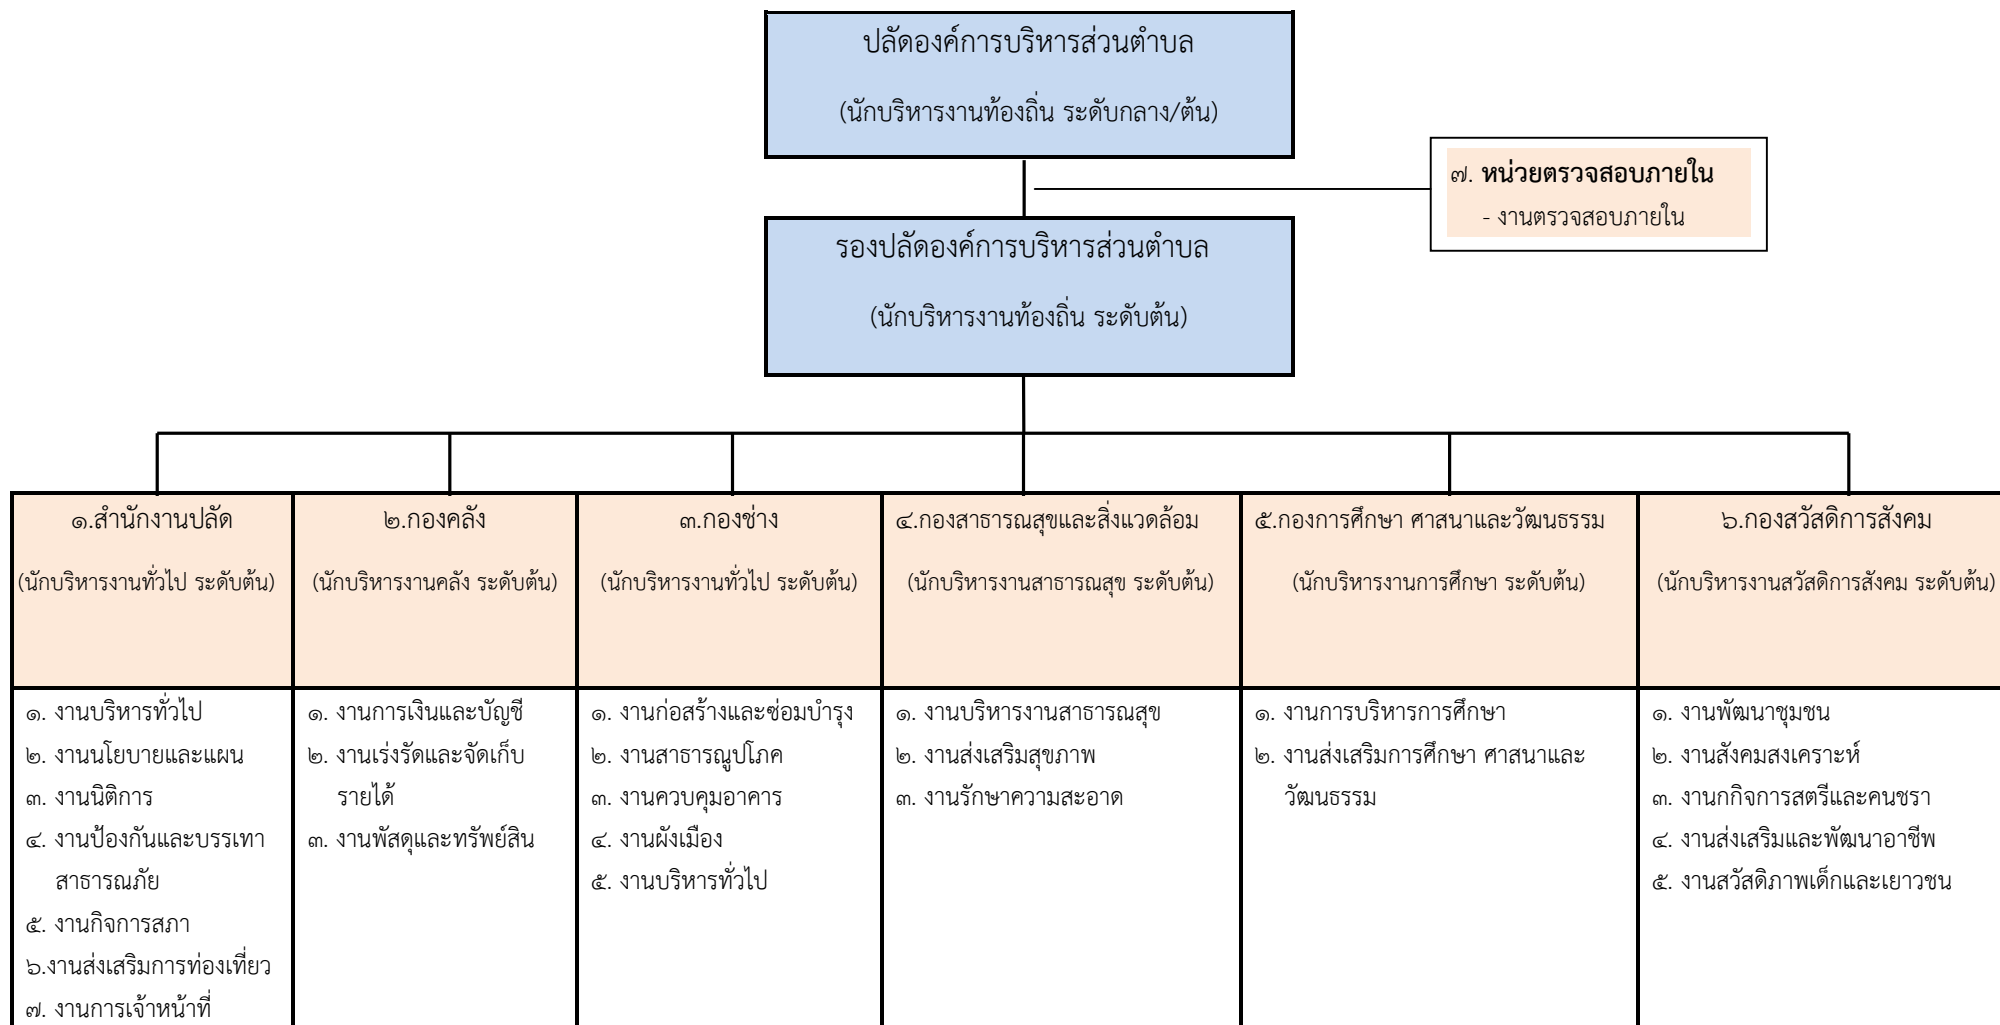 ปลัดองค์การบริหารส่วนตำบล
(นักบริหารงานท้องถิ่น ระดับกลาง/ต้น)
๗. หน่วยตรวจสอบภายใน
- งานตรวจสอบภายใน
รองปลัดองค์การบริหารส่วนตำบล
(นักบริหารงานท้องถิ่น ระดับต้น)
๑.สำนักงานปลัด
(นักบริหารงานทั่วไป ระดับต้น)
๒.กองคลัง
(นักบริหารงานคลัง ระดับต้น)
๓.กองช่าง
(นักบริหารงานทั่วไป ระดับต้น)
๔.กองสาธารณสุขและสิ่งแวดล้อม
(นักบริหารงานสาธารณสุข ระดับต้น)
๕.กองการศึกษา ศาสนาและวัฒนธรรม
(นักบริหารงานการศึกษา ระดับต้น)
๖.กองสวัสดิการสังคม
(นักบริหารงานสวัสดิการสังคม ระดับต้น)
๑. งานบริหารทั่วไป
๒. งานนโยบายและแผน
๓. งานนิติการ
๔. งานป้องกันและบรรเทา
สาธารณภัย
๕. งานกิจการสภา
๖.งานส่งเสริมการท่องเที่ยว
๗. งานการเจ้าหน้าที่
๑. งานการเงินและบัญชี
๒. งานเร่งรัดและจัดเก็บ
รายได้
๓. งานพัสดุและทรัพย์สิน
๑. งานก่อสร้างและซ่อมบำรุง
๒. งานสาธารณูปโภค
๓. งานควบคุมอาคาร
๔. งานผังเมือง
๕. งานบริหารทั่วไป
๑. งานบริหารงานสาธารณสุข
๒. งานส่งเสริมสุขภาพ
๓. งานรักษาความสะอาด
๑. งานการบริหารการศึกษา
๒. งานส่งเสริมการศึกษา ศาสนาและ
วัฒนธรรม
๑. งานพัฒนาชุมชน
๒. งานสังคมสงเคราะห์
๓. งานกกิจการสตรีและคนชรา
๔. งานส่งเสริมและพัฒนาอาชีพ
๕. งานสวัสดิภาพเด็กและเยาวชน